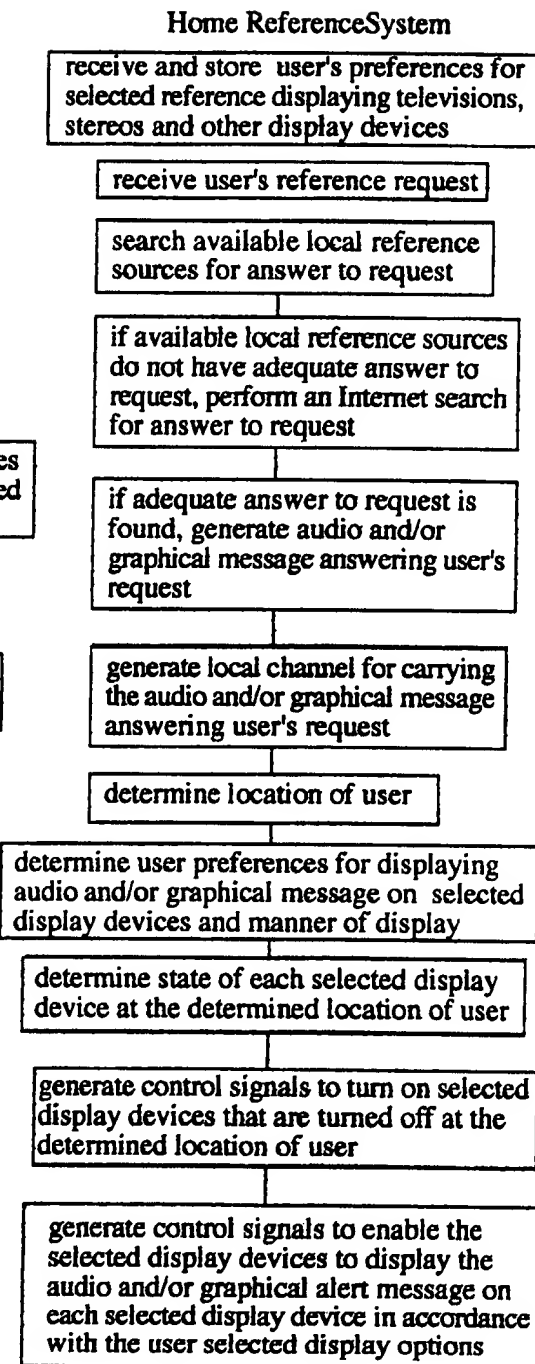 Home ReferenceSystem
receive and store user's preferences for
selected reference displaying televisions,
stereos and other display devices
receive user's reference request
search available local reference
sources for answer to request
if available local reference sources
do not have adequate answer to
request, perform an Internet search
for answer to request
es
ed
if adequate answer to request is
found, generate audio and/or
graphical message answering user's
request
generate local channel for carrying
the audio and/or graphical message
answering user's request
determine location of user
determine user preferences for displaying
audio and/or graphical message on selected
display devices and manner of display
determine state of each selected display
device at the determined location of user
generate control signals to turn on selected
display devices that are turned off at the
determined location of user
generate control signals to enable the
selected display devices to display the
audio and/or graphical alert message on
each selected display device in accordance
with the user selected display options